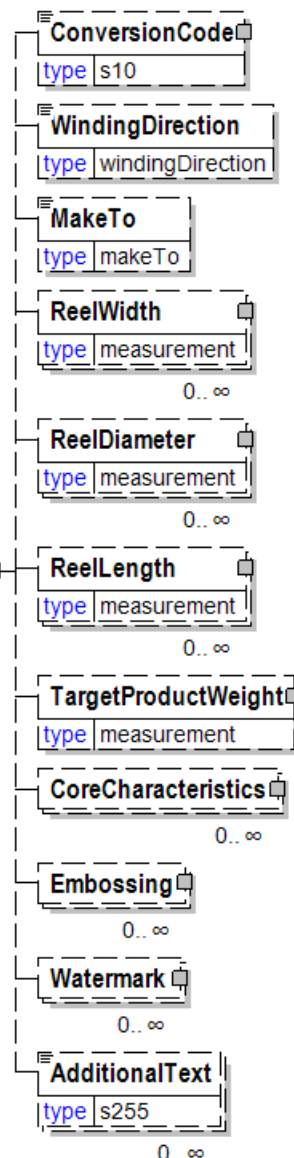 ConversionCode
type s10
WindingDirection
type windingDirection
MakeTo
type makeTo
ReelWidth
type measurement
0.. ∞
ReelDiameter
type measurement
0.. ∞
ReelLength
type measurement
0.. ∞
TargetProductWeight
type measurement
CoreCharacteristics
0.. ∞
Embossing
0.. ∞
Watermark
0.. ∞
AdditionalText
type s255
0.. ∞